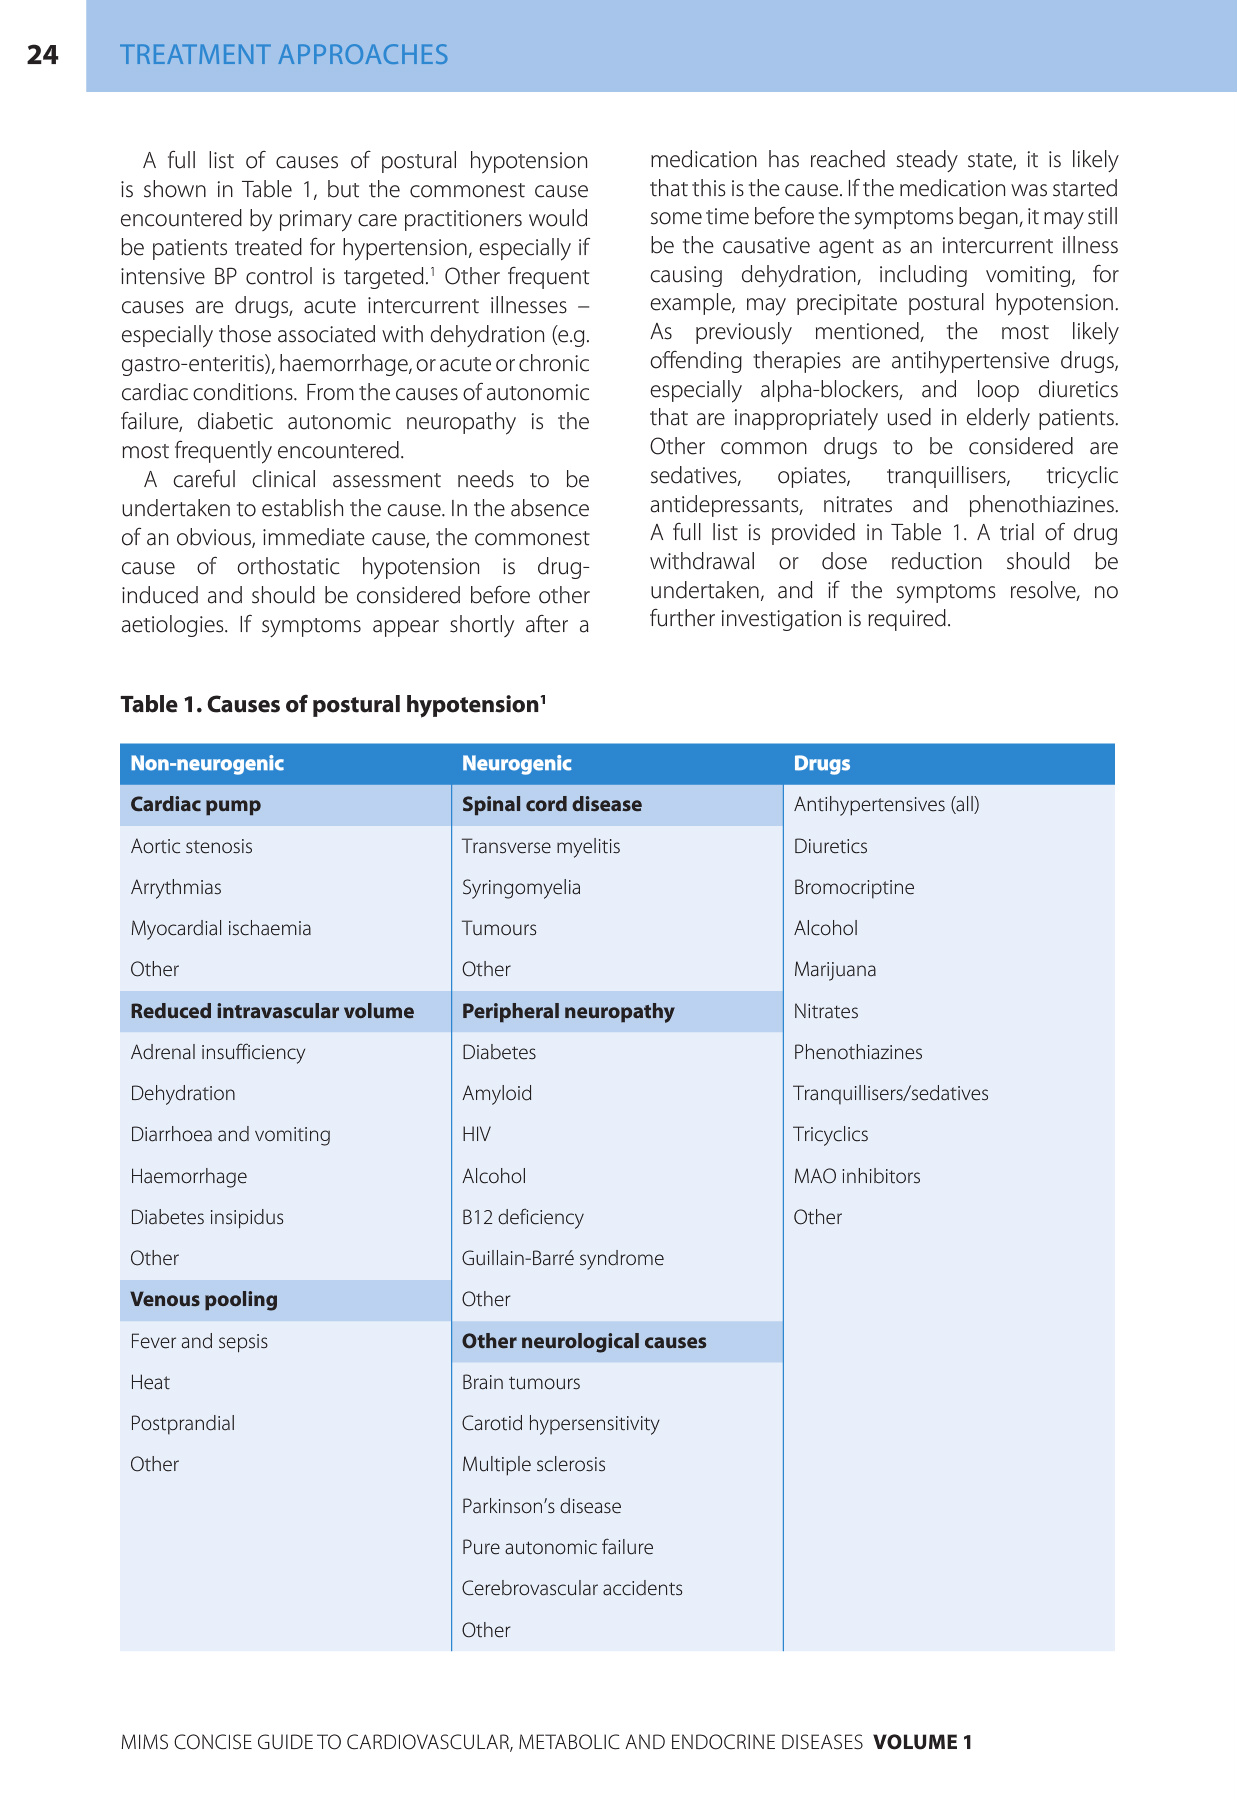 24
TREATMENT APPROACHES
A full list of causes of postural hypotension
is shown in Table 1, but the commonest cause
encountered by primary care practitioners would
be patients treated for hypertension, especially if
intensive BP control is targeted.¹ Other frequent
causes are drugs, acute intercurrent illnesses –
especially those associated with dehydration (e.g.
gastro-enteritis), haemorrhage, or acute or chronic
cardiac conditions. From the causes of autonomic
failure, diabetic autonomic neuropathy is the
most frequently encountered.
A careful clinical assessment needs to be
undertaken to establish the cause. In the absence
of an obvious, immediate cause, the commonest
cause of orthostatic hypotension is drug-
induced and should be considered before other
aetiologies. If symptoms appear shortly after a
medication has reached steady state, it is likely
that this is the cause. If the medication was started
some time before the symptoms began, it may still
be the causative agent as an intercurrent illness
causing dehydration, including vomiting, for
example, may precipitate postural hypotension.
As previously mentioned, the most likely
offending therapies are antihypertensive drugs,
especially alpha-blockers, and loop diuretics
that are inappropriately used in elderly patients.
Other common drugs to be considered are
sedatives, opiates, tranquillisers, tricyclic
antidepressants, nitrates and phenothiazines.
A full list is provided in Table 1. A trial of drug
withdrawal or dose reduction should be
undertaken, and if the symptoms resolve, no
further investigation is required.
Table 1. Causes of postural hypotension¹
Non-neurogenic Neurogenic Drugs
Cardiac pump Spinal cord disease Antihypertensives (all)
Aortic stenosis Transverse myelitis Diuretics
Arrythmias Syringomyelia Bromocriptine
Myocardial ischaemia Tumours Alcohol
Other Other Marijuana
Reduced intravascular volume Peripheral neuropathy Nitrates
Adrenal insufficiency Diabetes Phenothiazines
Dehydration Amyloid Tranquillisers/sedatives
Diarrhoea and vomiting HIV Tricyclics
Haemorrhage Alcohol MAO inhibitors
Diabetes insipidus B12 deficiency Other
Other Guillain-Barré syndrome
Venous pooling Other
Fever and sepsis Other neurological causes
Heat Brain tumours
Postprandial Carotid hypersensitivity
Other Multiple sclerosis
Parkinson’s disease
Pure autonomic failure
Cerebrovascular accidents
Other
MIMS CONCISE GUIDE TO CARDIOVASCULAR, METABOLIC AND ENDOCRINE DISEASES VOLUME 1